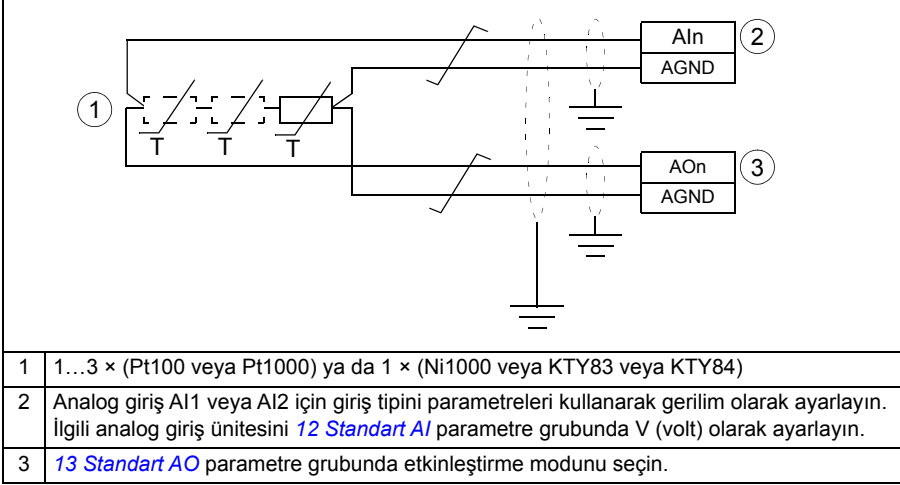 AIn 2
AGND
1
T T T
AOn 3
AGND
1 1…3 × (Pt100 veya Pt1000) ya da 1 × (Ni1000 veya KTY83 veya KTY84)
2 Analog giriş AI1 veya AI2 için giriş tipini parametreleri kullanarak gerilim olarak ayarlayın.
İlgili analog giriş ünitesini 12 Standart AI parametre grubunda V (volt) olarak ayarlayın.
3 13 Standart AO parametre grubunda etkinleştirme modunu seçin.